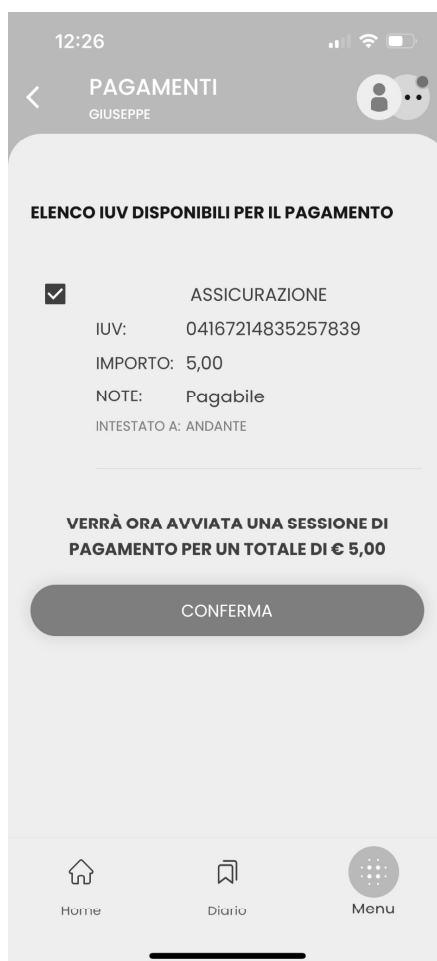 12:26
PAGAMENTI
GIUSEPPE
ELENCO IUV DISPONIBILI PER IL PAGAMENTO
ASSICURAZIONE
IUV: 04167214835257839
IMPORTO: 5,00
NOTE: Pagabile
INTESTATO A: ANDANTE
VERRÀ ORA AVVIATA UNA SESSIONE DI
PAGAMENTO PER UN TOTALE DI € 5,00
CONFERMA
Home Diario Menu